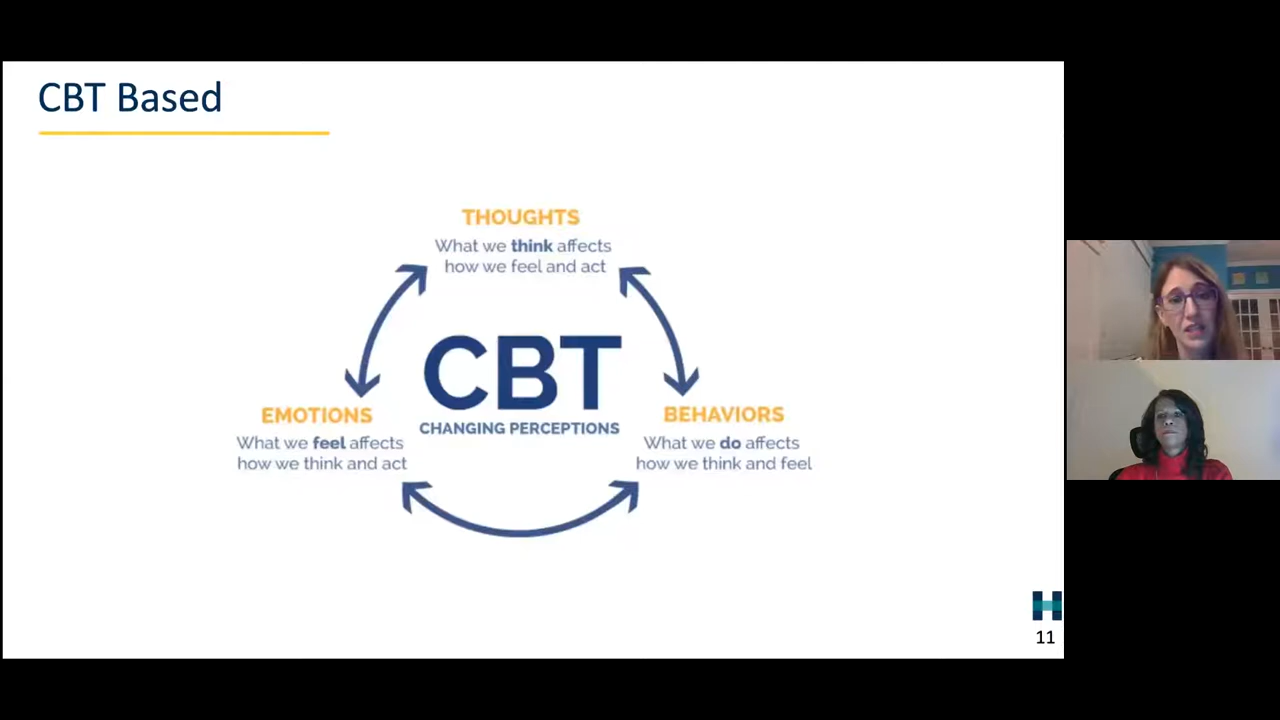 CBT Based
THOUGHTS
What we think affects
how we feel and act
CBT
CHANGING PERCEPTIONS
EMOTIONS
What we feel affects
how we think and act
BEHAVIORS
What we do affects
how we think and feel
H
11